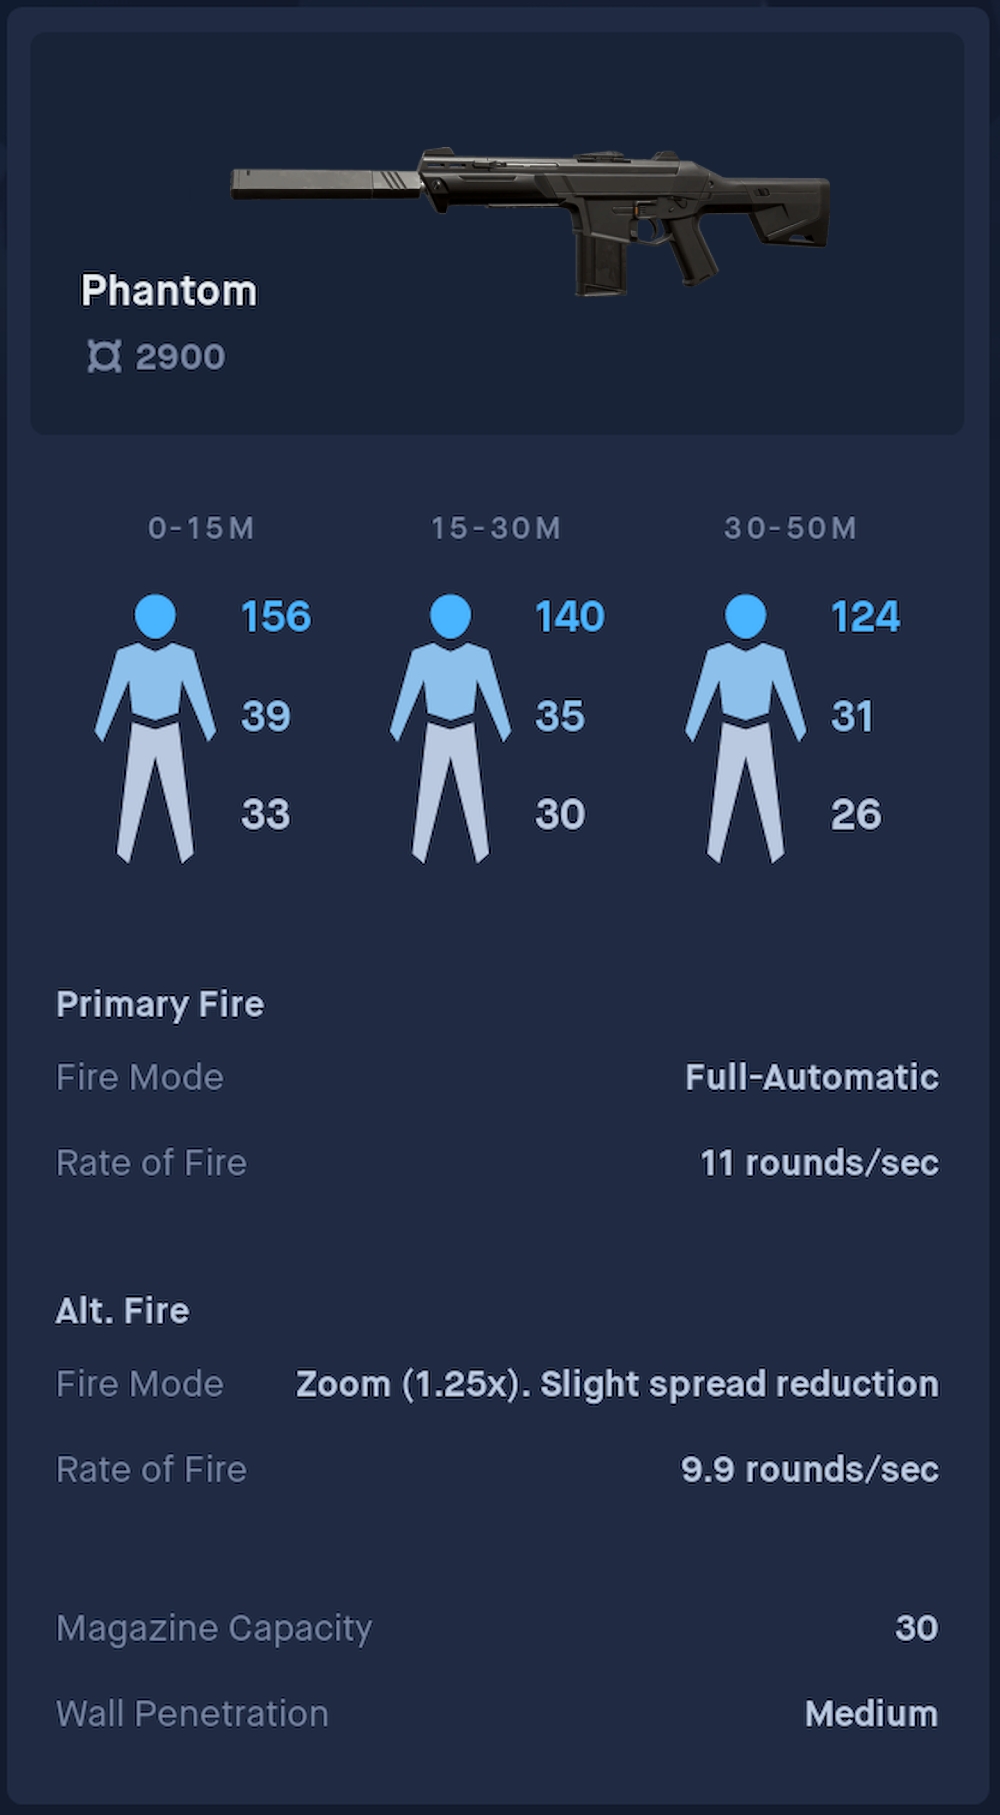 Phantom
¤ 2900
0-15M 15-30M 30-50M
156 140 124
39 35 31
33 30 26
Primary Fire
Fire Mode Full-Automatic
Rate of Fire 11 rounds/sec
Alt. Fire
Fire Mode Zoom (1.25x). Slight spread reduction
Rate of Fire 9.9 rounds/sec
Magazine Capacity 30
Wall Penetration Medium